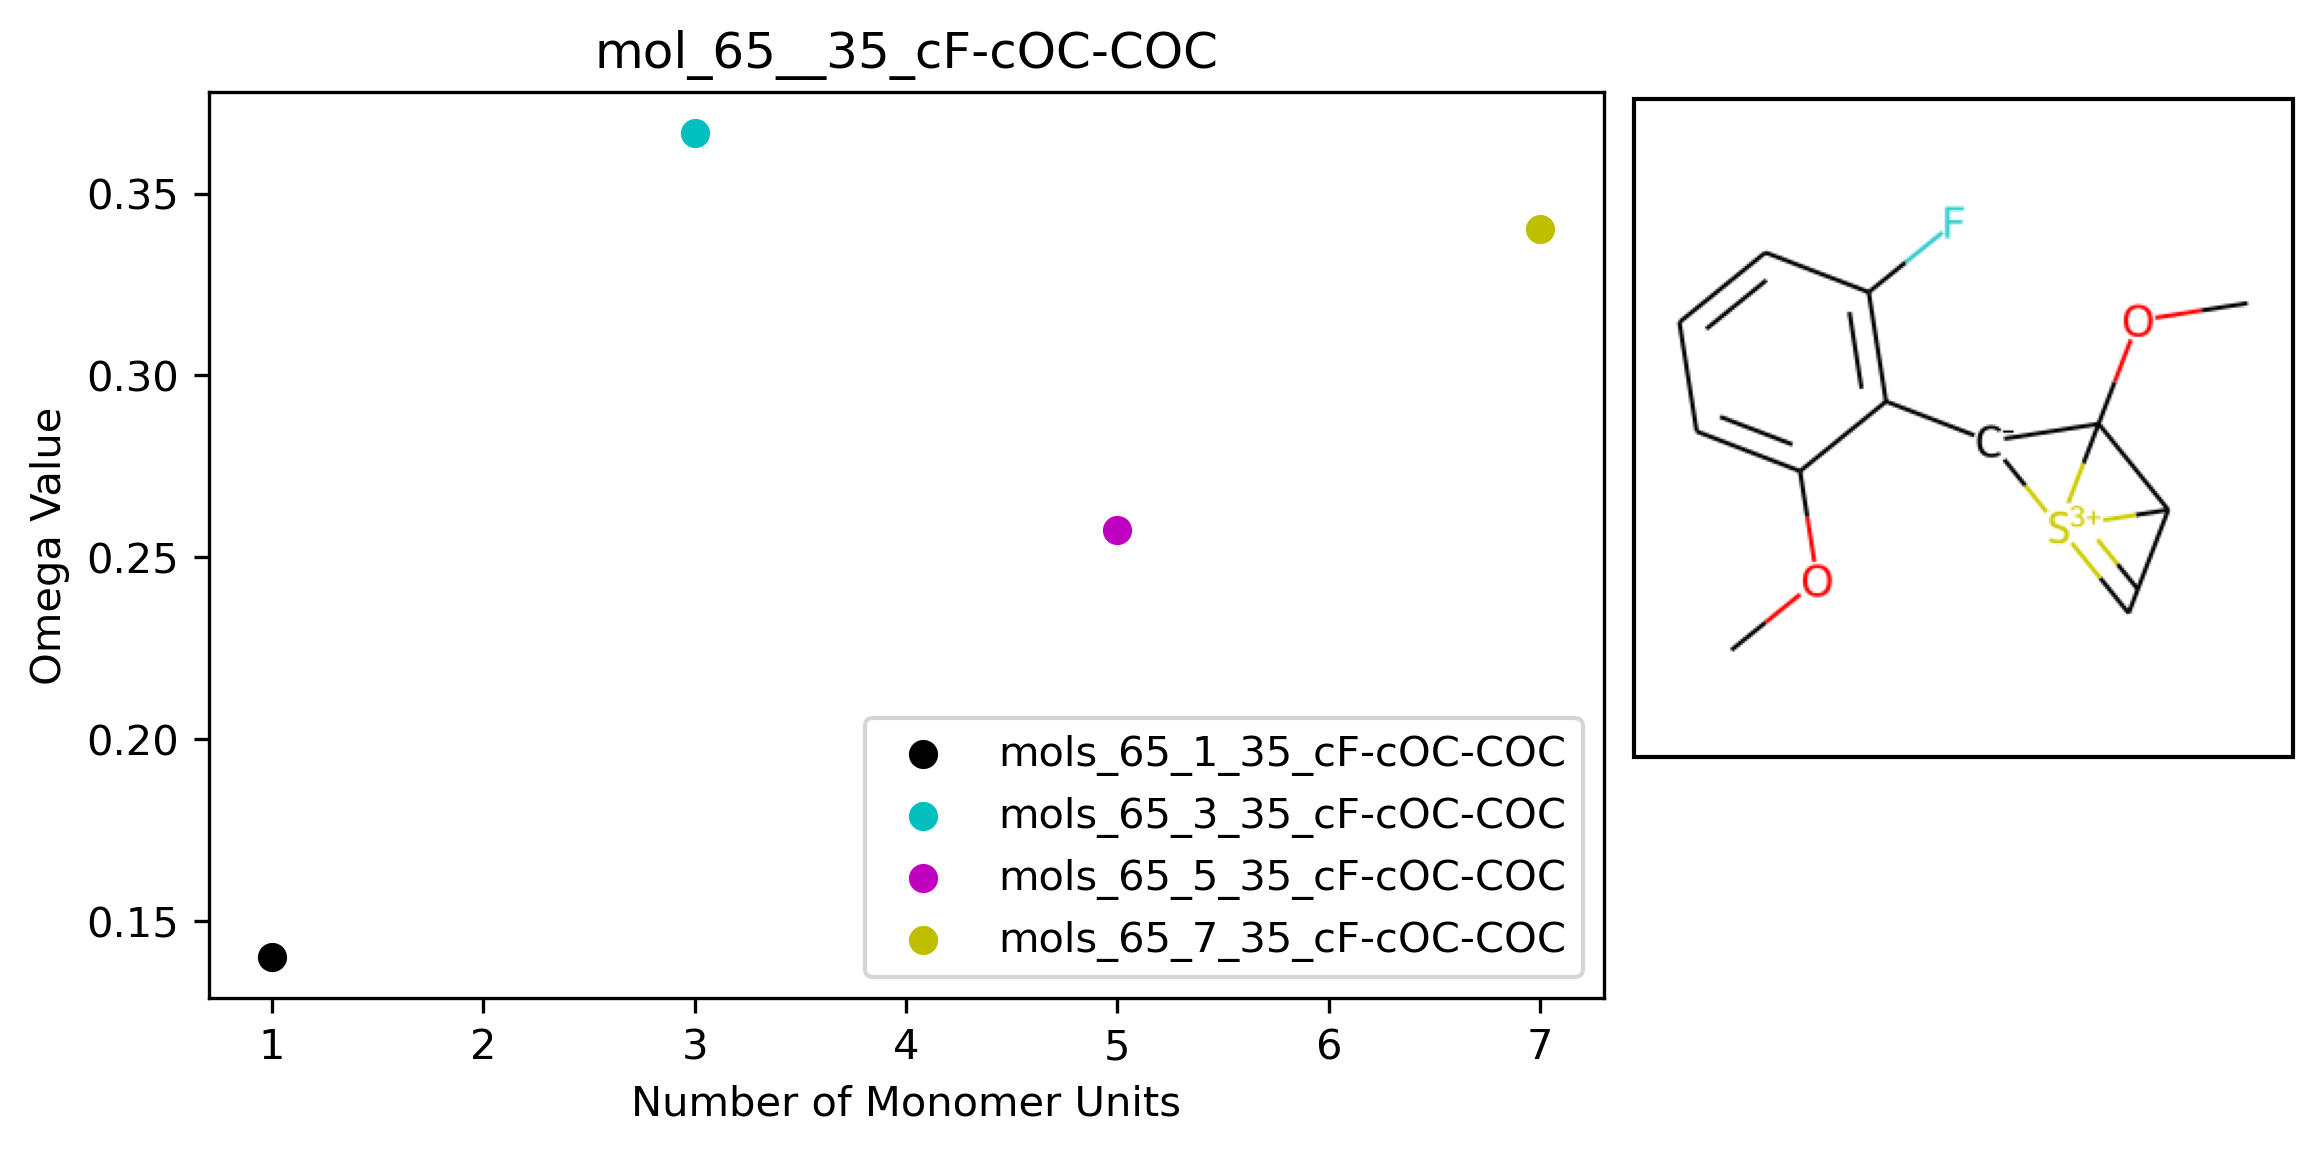 mol_65__35_cF-cOC-COC
Omega Value
0.35
0.30
0.25
0.20
0.15
1 2 3 4 5 6 7
Number of Monomer Units
mols_65_1_35_cF-cOC-COC
mols_65_3_35_cF-cOC-COC
mols_65_5_35_cF-cOC-COC
mols_65_7_35_cF-cOC-COC
F
O
C⁻
S³⁺
O